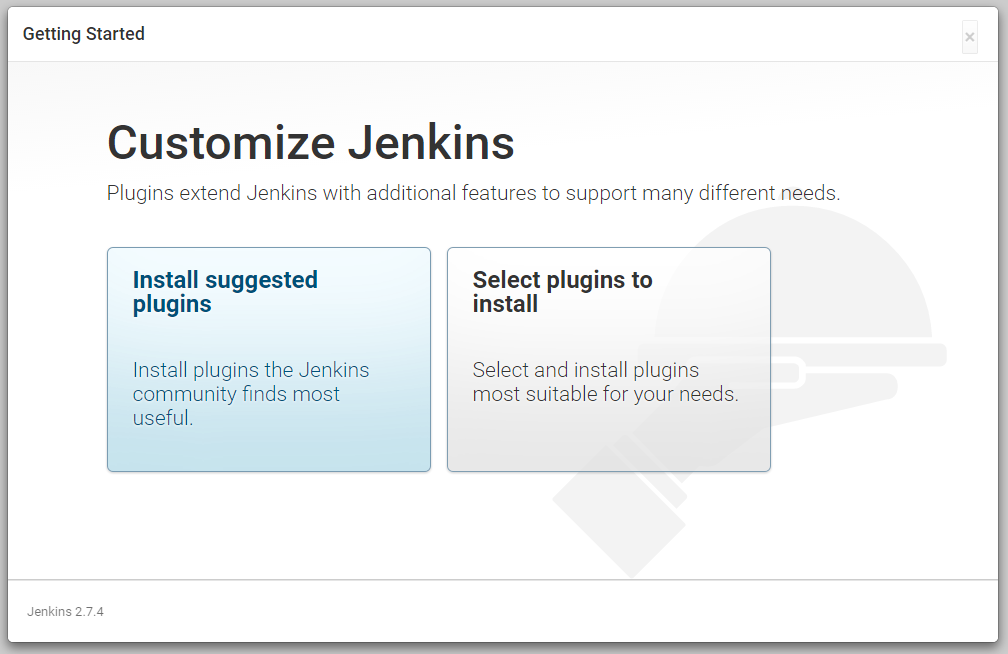 Getting Started
×
Customize Jenkins
Plugins extend Jenkins with additional features to support many different needs.
Install suggested
plugins
Install plugins the Jenkins
community finds most
useful.
Select plugins to
install
Select and install plugins
most suitable for your needs.
Jenkins 2.7.4